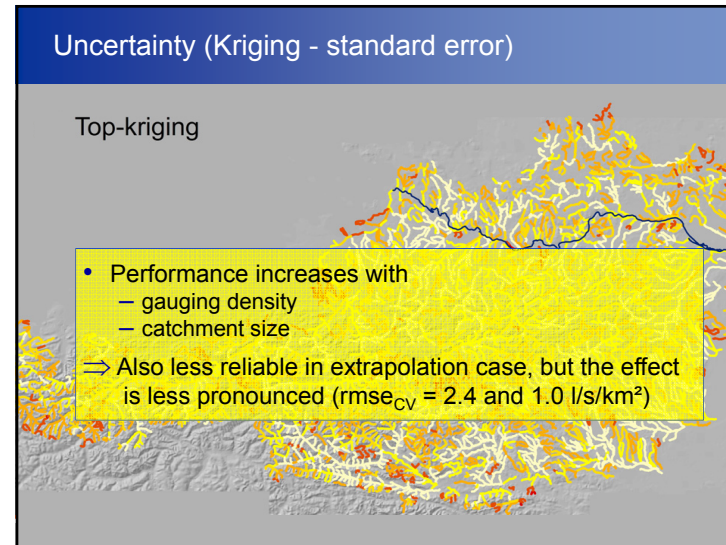 Uncertainty (Kriging - standard error)
Top-kriging
• Performance increases with
– gauging density
– catchment size
⇒ Also less reliable in extrapolation case, but the effect
is less pronounced (rmseCV = 2.4 and 1.0 l/s/km²)